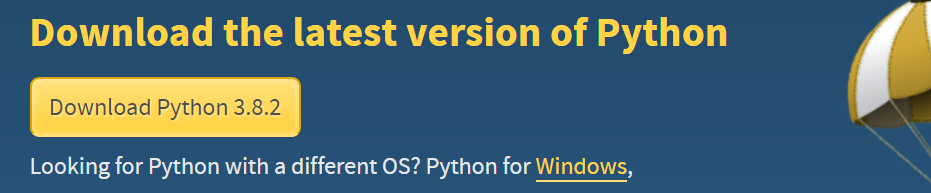 Download the latest version of Python
Download Python 3.8.2
Looking for Python with a different OS? Python for Windows,